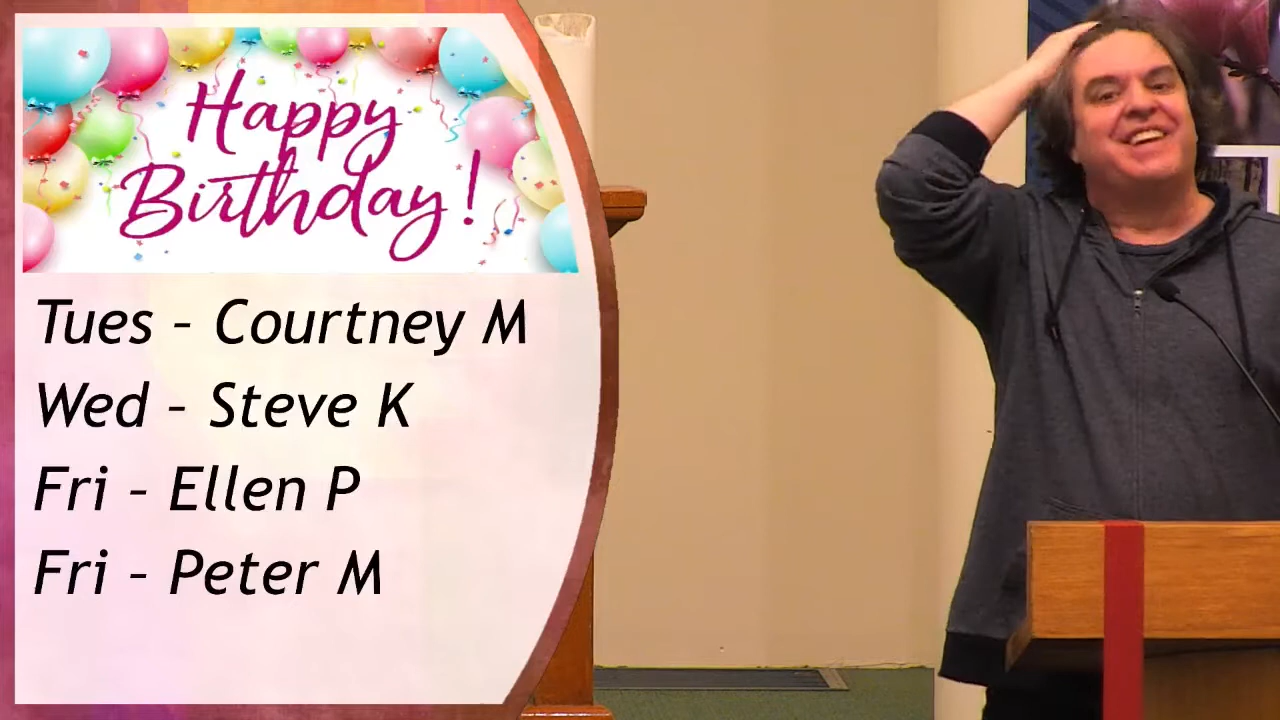 Happy
Birthday!
Tues – Courtney M
Wed – Steve K
Fri – Ellen P
Fri – Peter M